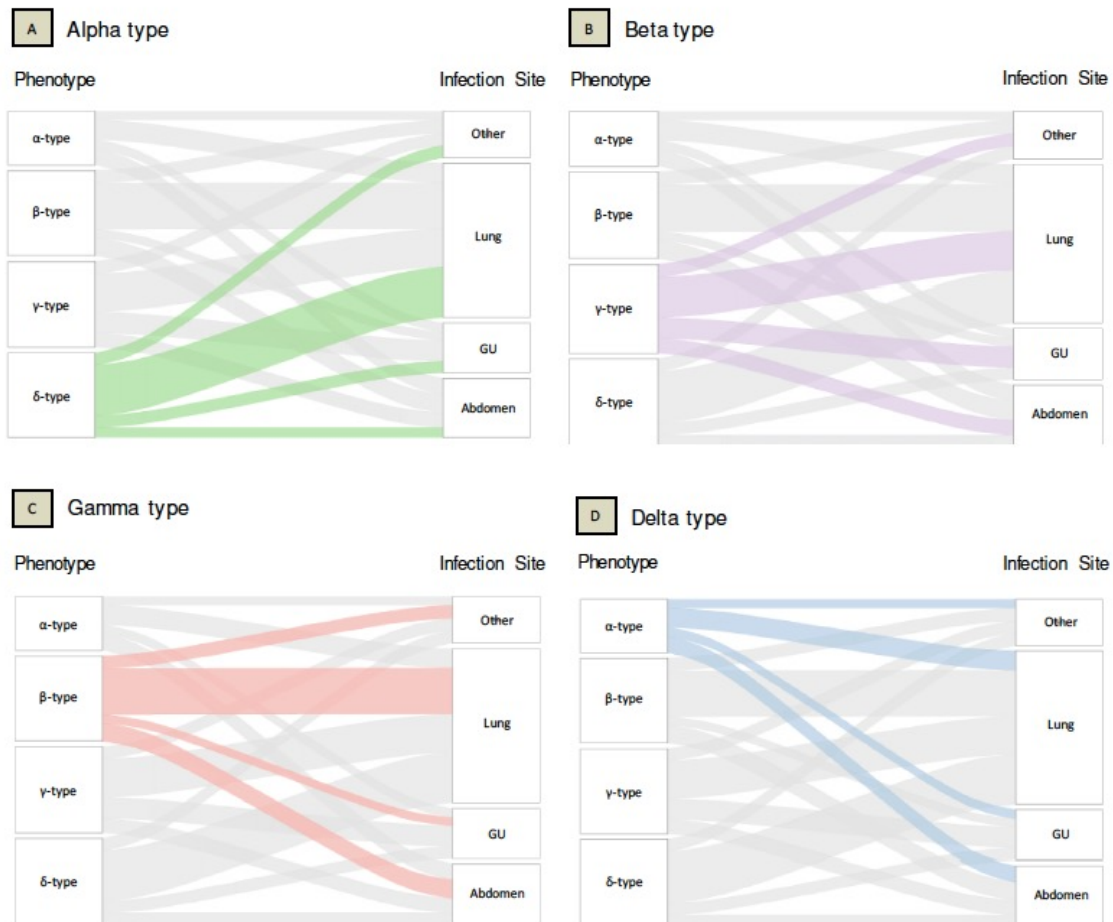 A Alpha type
Phenotype Infection Site
α-type
β-type
γ-type
δ-type
Other
Lung
GU
Abdomen
B Beta type
Phenotype Infection Site
α-type
β-type
γ-type
δ-type
Other
Lung
GU
Abdomen
C Gamma type
Phenotype Infection Site
α-type
β-type
γ-type
δ-type
Other
Lung
GU
Abdomen
D Delta type
Phenotype Infection Site
α-type
β-type
γ-type
δ-type
Other
Lung
GU
Abdomen